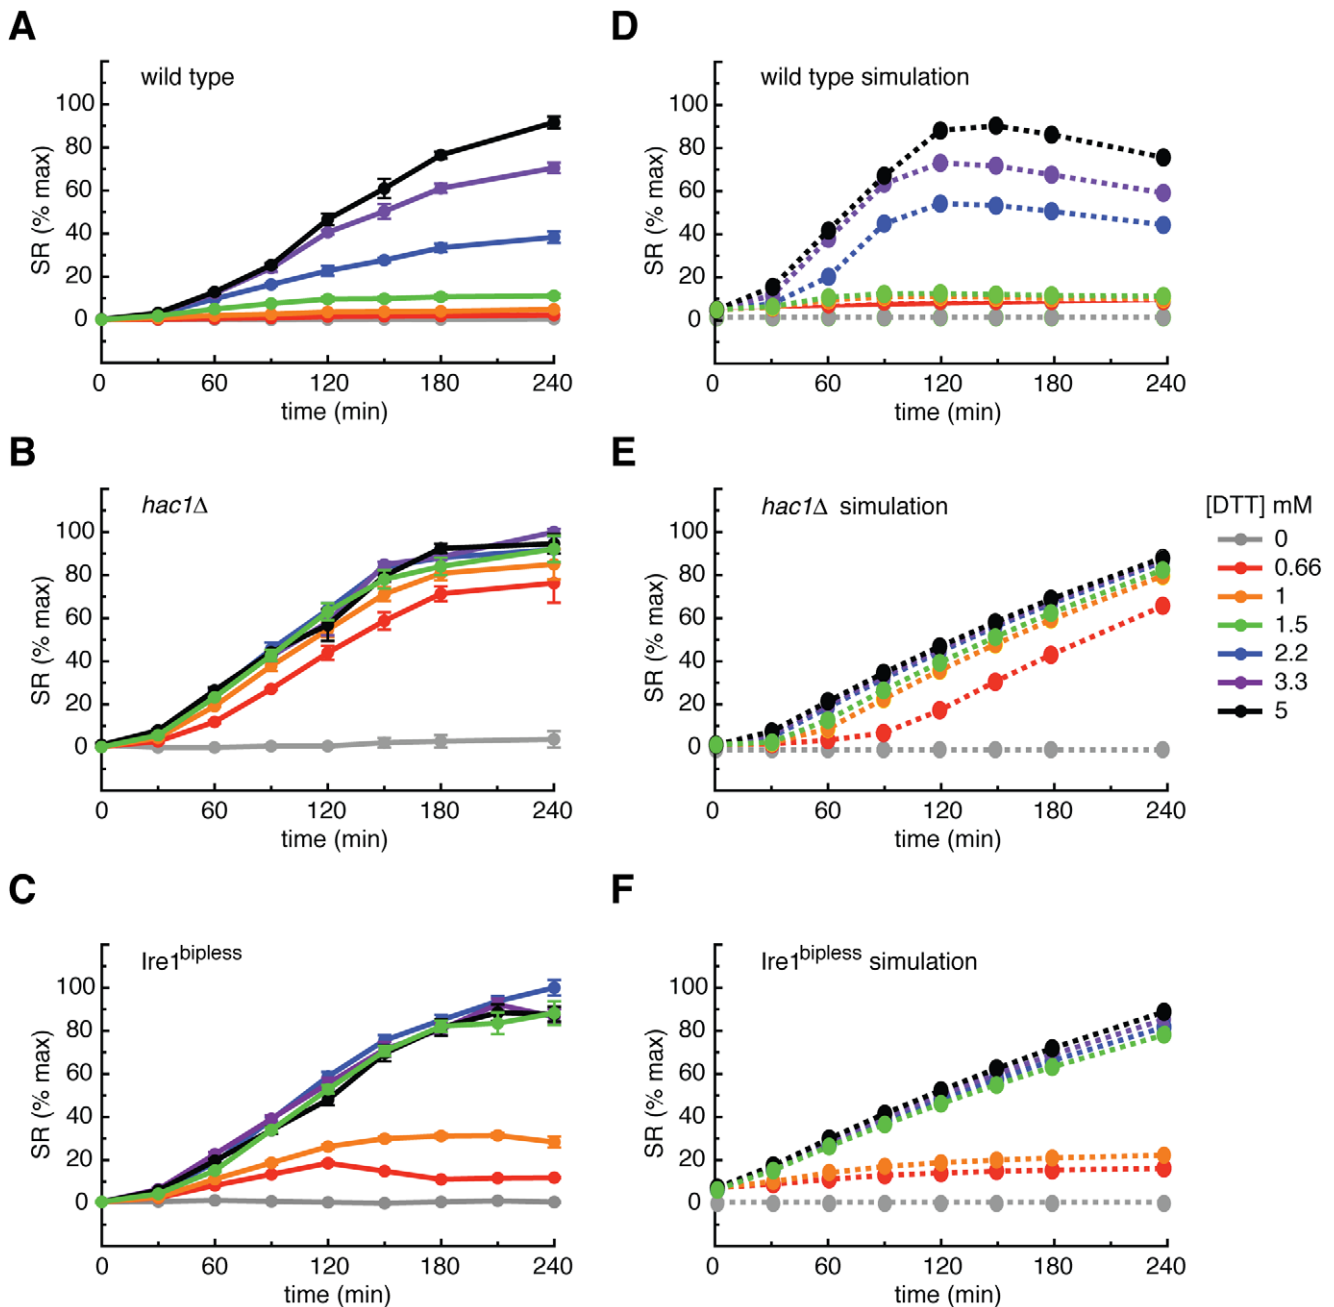 A
wild type
100
80
60
40
20
0
SR (% max)
0 60 120 180 240
time (min)
D
wild type simulation
100
80
60
40
20
0
SR (% max)
0 60 120 180 240
time (min)
B
hac1Δ
100
80
60
40
20
0
SR (% max)
0 60 120 180 240
time (min)
E
hac1Δ simulation
100
80
60
40
20
0
SR (% max)
0 60 120 180 240
time (min)
[DTT] mM
0
0.66
1
1.5
2.2
3.3
5
C
Ire1bipless
100
80
60
40
20
0
SR (% max)
0 60 120 180 240
time (min)
F
Ire1bipless simulation
100
80
60
40
20
0
SR (% max)
0 60 120 180 240
time (min)